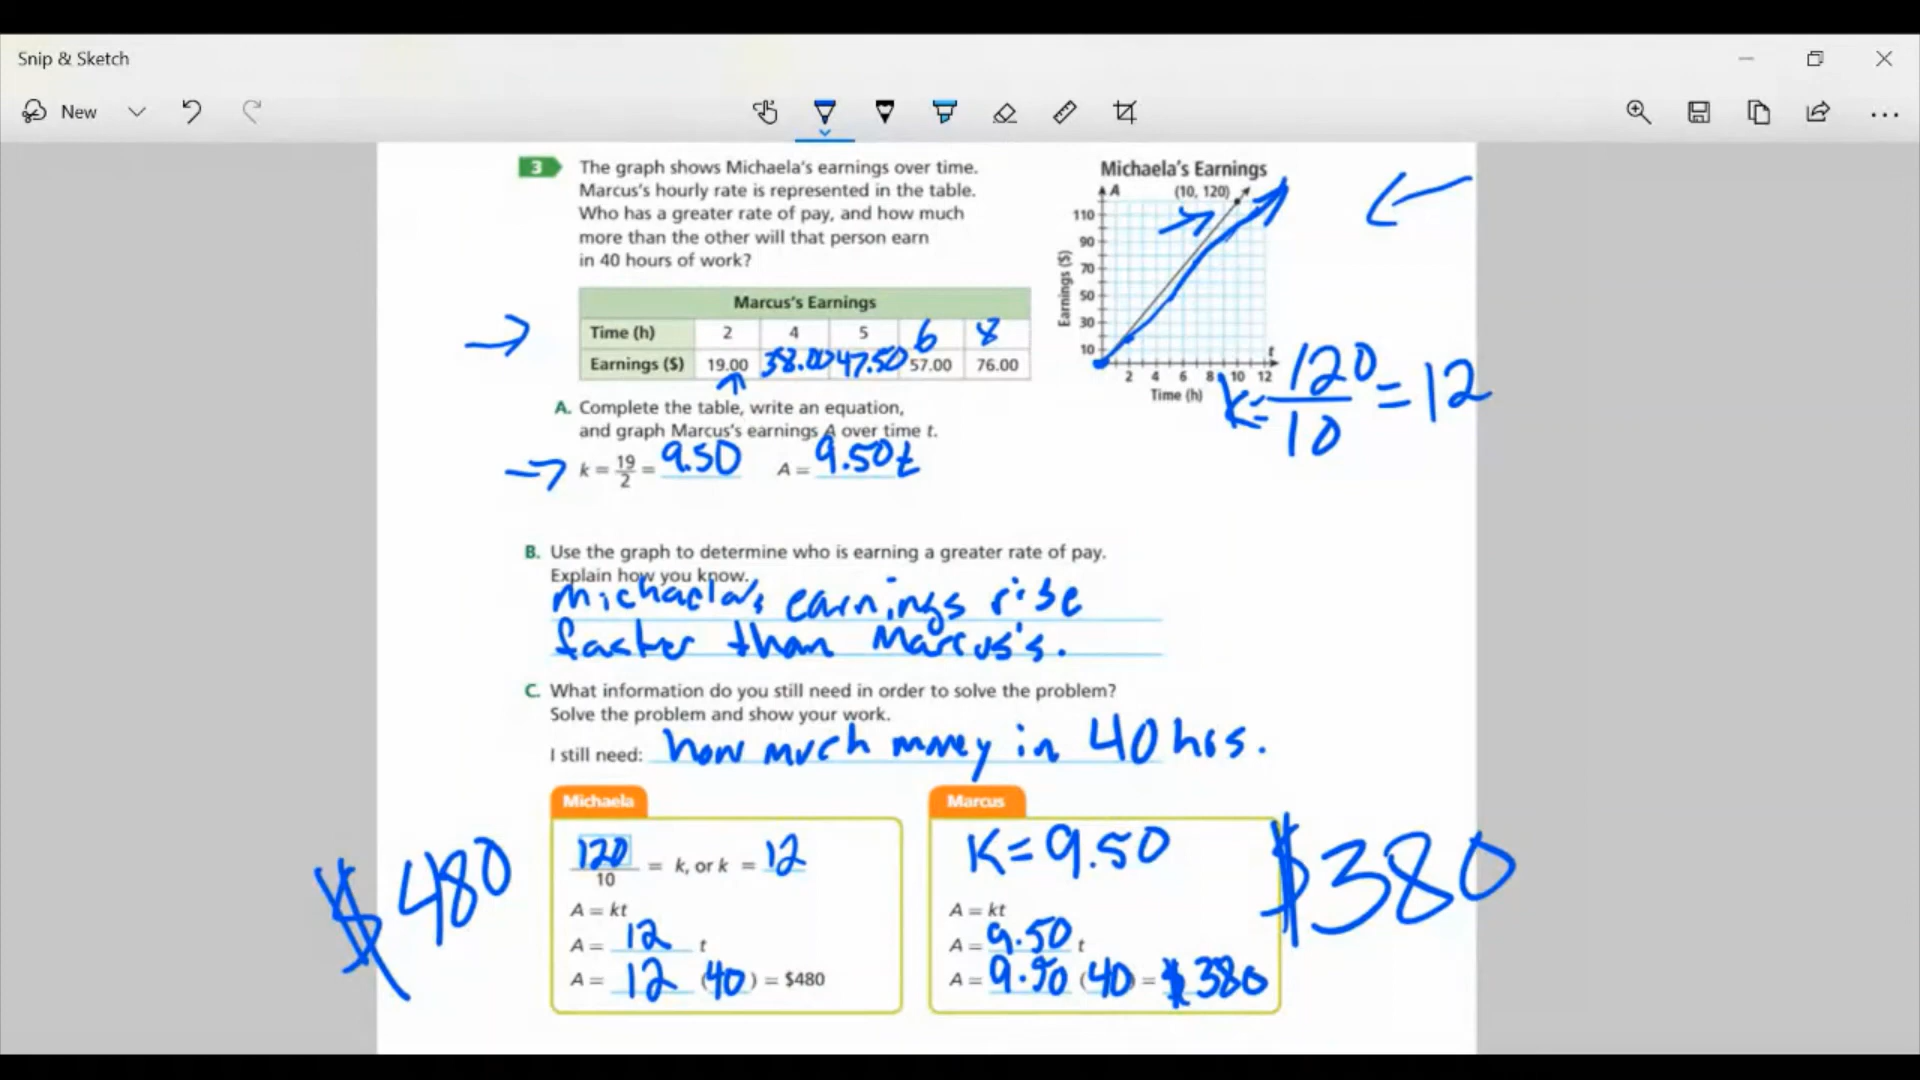 Snip & Sketch
New
3
The graph shows Michaela's earnings over time.
Marcus's hourly rate is represented in the table.
Who has a greater rate of pay, and how much
more than the other will that person earn
in 40 hours of work?
Marcus's Earnings
Time (h) 2 4 5 6 8
Earnings ($) 19.00 38.00 47.50 57.00 76.00
Michaela's Earnings
A (10, 120)
110
90
70
50
30
10
Earnings ($)
t
2 4 6 8 10 12
Time (h)
k = 120/10 = 12
A. Complete the table, write an equation,
and graph Marcus's earnings A over time t.
k = 19/2 = 9.50 A = 9.50t
B. Use the graph to determine who is earning a greater rate of pay.
Explain how you know.
Michaela's earnings rise
faster than Marcus's.
C. What information do you still need in order to solve the problem?
Solve the problem and show your work.
I still need: how much money in 40 hrs.
Michaela
120/10 = k, or k = 12
A = kt
A = 12 t
A = 12 (40) = $480
$480
Marcus
K = 9.50
A = kt
A = 9.50 t
A = 9.50 (40) = $380
$380